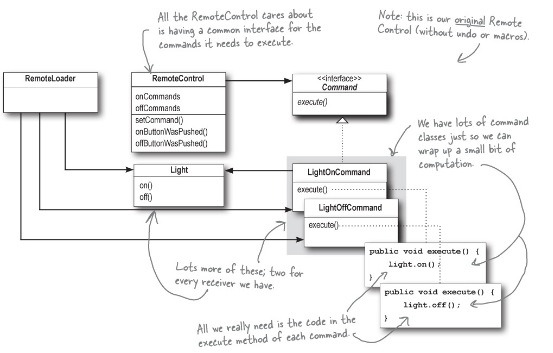 All the RemoteControl cares about
is having a common interface for the
commands it needs to execute.
Note: this is our original Remote
Control (without undo or macros).
RemoteLoader
RemoteControl
onCommands
offCommands
setCommand()
onButtonWasPushed()
offButtonWasPushed()
<<interface>>
Command
execute()
We have lots of command
classes just so we can
wrap up a small bit of
computation.
Light
on()
off()
LightOnCommand
execute()
LightOffCommand
execute()
public void execute() {
light.on();
}
public void execute() {
light.off();
}
Lots more of these; two for
every receiver we have.
All we really need is the code in the
execute method of each command.